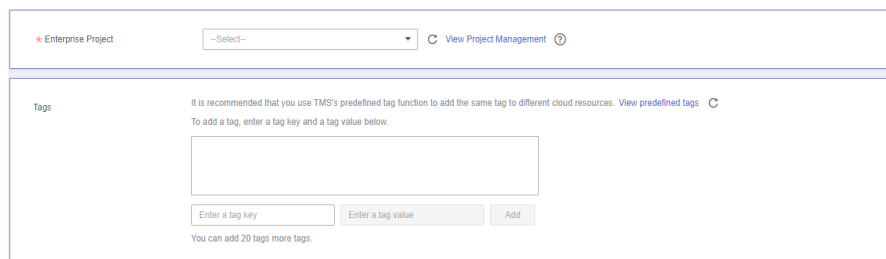 * Enterprise Project --Select-- View Project Management ?
Tags It is recommended that you use TMS's predefined tag function to add the same tag to different cloud resources. View predefined tags
To add a tag, enter a tag key and a tag value below.
Enter a tag key Enter a tag value Add
You can add 20 tags more tags.